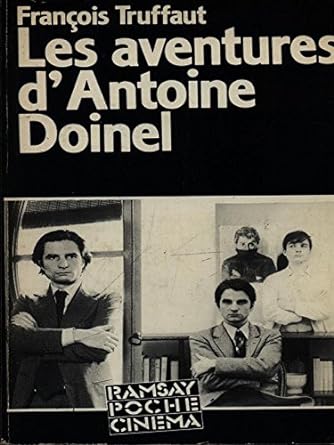 François Truffaut
Les aventures
d'Antoine
Doinel
RAMSAY
POCHE
CINEMA